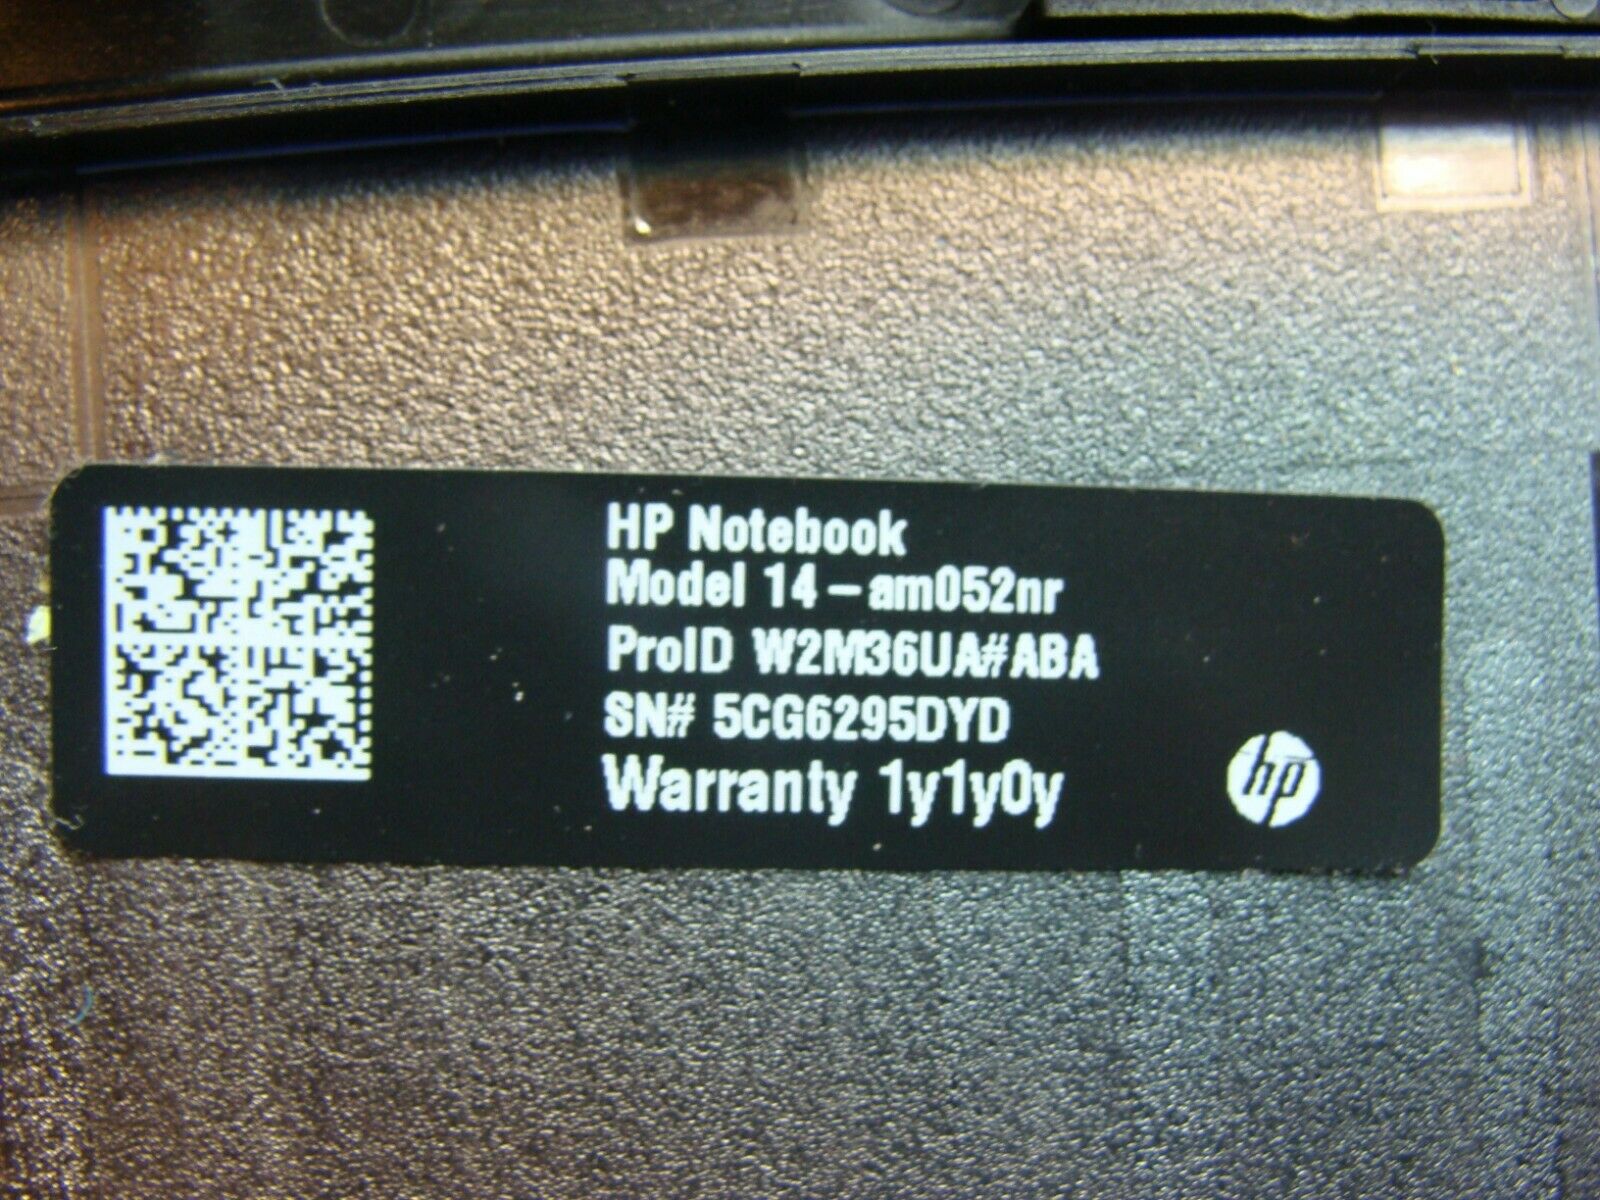 HP Notebook
Model 14-am052nr
ProID W2M36UA#ABA
SN# 5CG6295DYD
Warranty 1y1y0y
hp